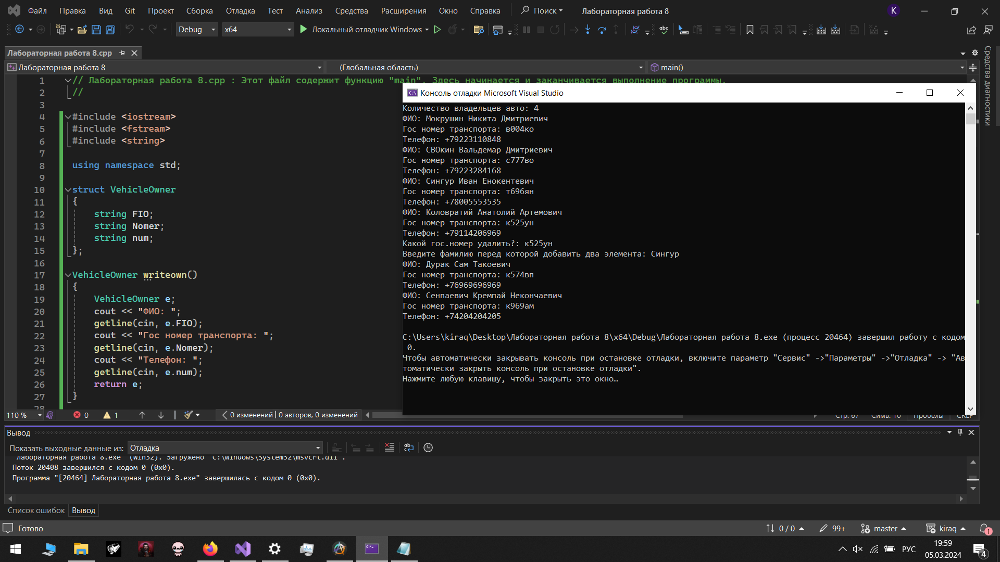 Файл Правка Вид Git Проект Сборка Отладка Тест Анализ Средства Расширения Окно Справка Поиск Лабораторная работа 8 K
Debug x64 Локальный отладчик Windows
Лабораторная работа 8.cpp
Средства диагностики
Лабораторная работа 8 (Глобальная область) main()
1 // Лабораторная работа 8.cpp : Этот файл содержит функцию "main". Здесь начинается и заканчивается выполнение программы.
2 //
3
4 #include <iostream>
5 #include <fstream>
6 #include <string>
7
8 using namespace std;
9
10 struct VehicleOwner
11 {
12 string FIO;
13 string Nomer;
14 string num;
15 };
16
17 VehicleOwner writeown()
18 {
19 VehicleOwner e;
20 cout << "ФИО: ";
21 getline(cin, e.FIO);
22 cout << "Гос номер транспорта: ";
23 getline(cin, e.Nomer);
24 cout << "Телефон: ";
25 getline(cin, e.num);
26 return e;
27 }
28
Консоль отладки Microsoft Visual Studio
Количество владельцев авто: 4
ФИО: Мокрушин Никита Дмитриевич
Гос номер транспорта: в004ко
Телефон: +79223110848
ФИО: СВОкин Вальдемар Дмитриевич
Гос номер транспорта: с777во
Телефон: +79223284168
ФИО: Сингур Иван Енокентевич
Гос номер транспорта: т696ян
Телефон: +78005553535
ФИО: Коловратий Анатолий Артемович
Гос номер транспорта: к525ун
Телефон: +79114206969
Какой гос.номер удалить?: к525ун
Введите фамилию перед которой добавить два элемента: Сингур
ФИО: Дурак Сам Такоевич
Гос номер транспорта: к574вп
Телефон: +76969696969
ФИО: Сенпаевич Кремпай Некончаевич
Гос номер транспорта: к969ам
Телефон: +74204204205
C:\Users\kiraq\Desktop\Лабораторная работа 8\x64\Debug\Лабораторная работа 8.exe (процесс 20464) завершил работу с кодом
0.
Чтобы автоматически закрывать консоль при остановке отладки, включите параметр "Сервис" ->"Параметры" ->"Отладка" -> "Ав
томатически закрыть консоль при остановке отладки".
Нажмите любую клавишу, чтобы закрыть это окно…
110 % 0 1 0 изменений | 0 авторов, 0 изменений Стр: 67 Симв: 10 Пробелы CRLF
Вывод
Показать выходные данные из: Отладка
"Лабораторная работа 8.exe" (Win32). Загружено "C:\Windows\System32\msvcrt.dll".
Поток 20408 завершился с кодом 0 (0x0).
Программа "[20464] Лабораторная работа 8.exe" завершилась с кодом 0 (0x0).
Список ошибок Вывод
Готово 0 / 0 99+ master kiraq 1
РУС 19:59
05.03.2024 4